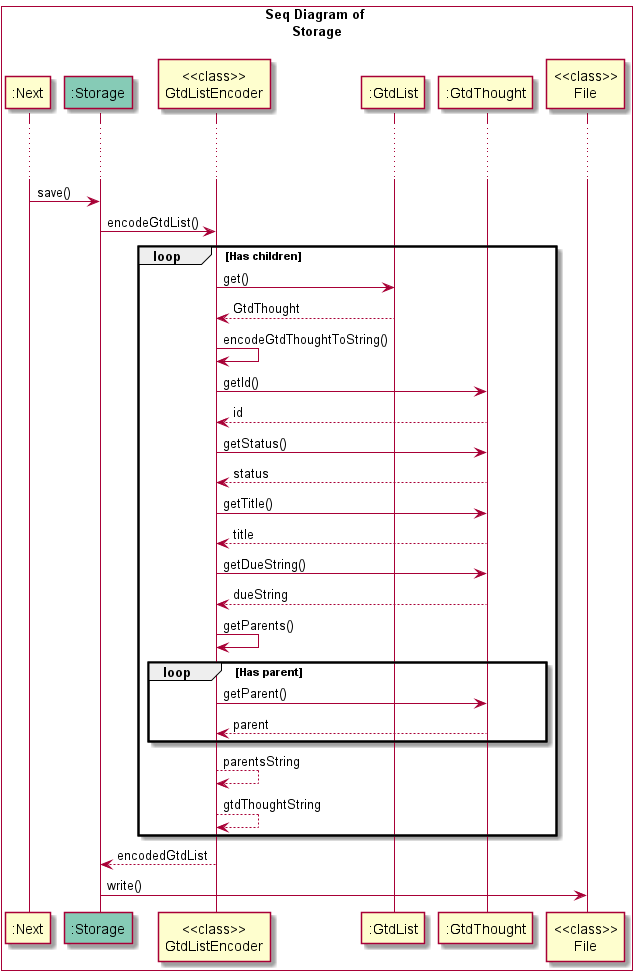 Seq Diagram of
Storage
:Next
:Storage
<<class>>
GtdListEncoder
:GtdList
:GtdThought
<<class>>
File
save()
encodeGtdList()
loop [Has children]
get()
GtdThought
encodeGtdThoughtToString()
getId()
id
getStatus()
status
getTitle()
title
getDueString()
dueString
getParents()
loop [Has parent]
getParent()
parent
parentsString
gtdThoughtString
encodedGtdList
write()
:Next
:Storage
<<class>>
GtdListEncoder
:GtdList
:GtdThought
<<class>>
File